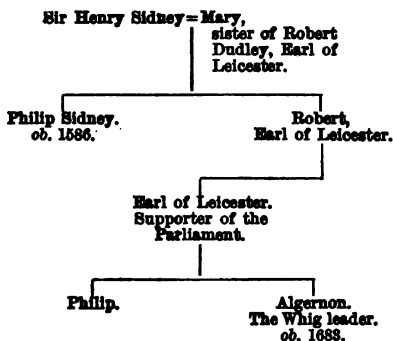 Sir Henry Sidney=Mary,
sister of Robert
Dudley, Earl of
Leicester.
Philip Sidney.
ob. 1586.
Robert,
Earl of Leicester.
Earl of Leicester.
Supporter of the
Parliament.
Philip.
Algernon.
The Whig leader.
ob. 1683.